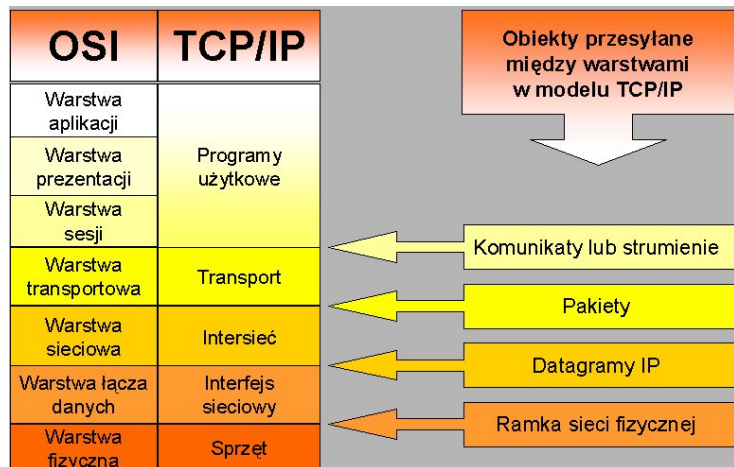 OSI
TCP/IP
Warstwa
aplikacji
Warstwa
prezentacji
Warstwa
sesji
Programy
użytkowe
Warstwa
transportowa
Transport
Warstwa
sieciowa
Intersieć
Warstwa łącza
danych
Interfejs
sieciowy
Warstwa
fizyczna
Sprzęt
Obiekty przesyłane
między warstwami
w modelu TCP/IP
Komunikaty lub strumienie
Pakiety
Datagramy IP
Ramka sieci fizycznej